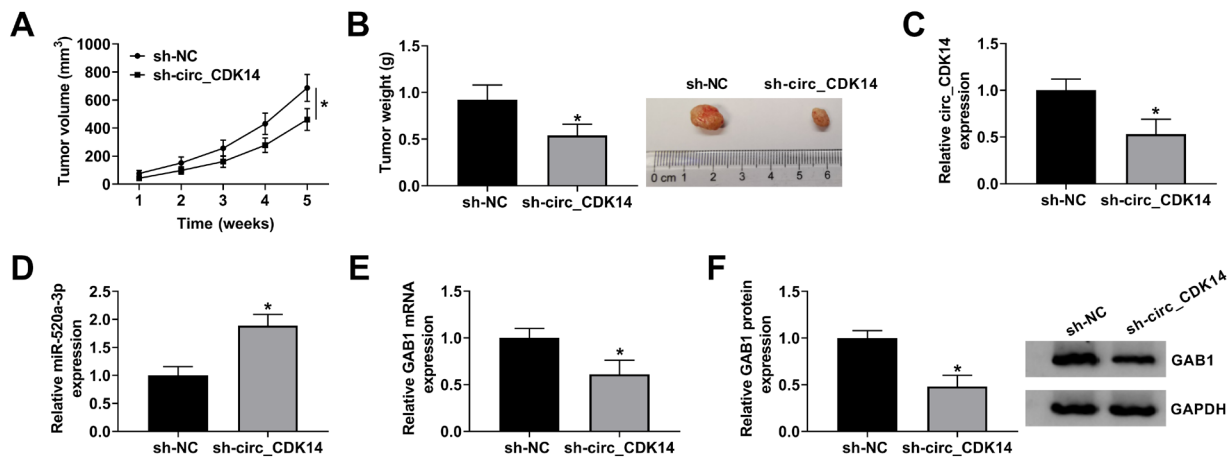 A
Tumor volume (mm³)
1000
800
600
400
200
0
sh-NC
sh-circ_CDK14
*
1 2 3 4 5
Time (weeks)
B
Tumor weight (g)
1.5
1.0
0.5
0.0
*
sh-NC sh-circ_CDK14
sh-NC sh-circ_CDK14
0 cm 1 2 3 4 5 6
C
Relative circ_CDK14
expression
1.5
1.0
0.5
0.0
*
sh-NC sh-circ_CDK14
D
Relative miR-520a-3p
expression
2.5
2.0
1.5
1.0
0.5
0.0
*
sh-NC sh-circ_CDK14
E
Relative GAB1 mRNA
expression
1.5
1.0
0.5
0.0
*
sh-NC sh-circ_CDK14
F
Relative GAB1 protein
expression
1.5
1.0
0.5
0.0
*
sh-NC sh-circ_CDK14
sh-NC sh-circ_CDK14
GAB1
GAPDH